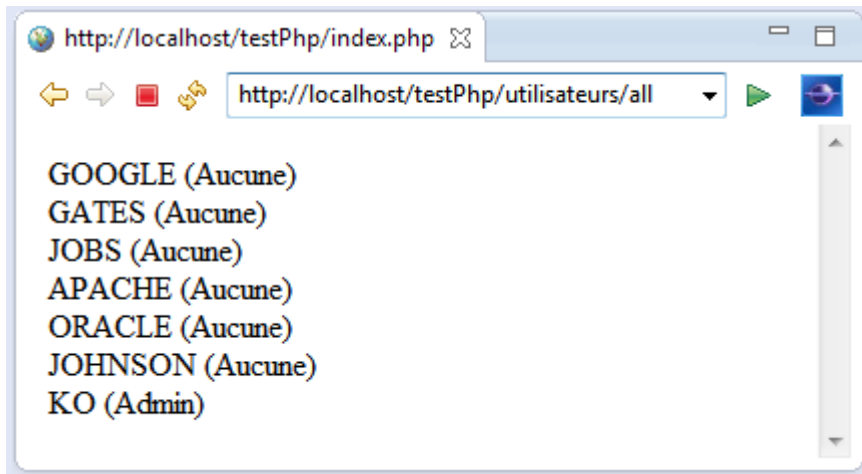 http://localhost/testPhp/index.php
http://localhost/testPhp/utilisateurs/all
GOOGLE (Aucune)
GATES (Aucune)
JOBS (Aucune)
APACHE (Aucune)
ORACLE (Aucune)
JOHNSON (Aucune)
KO (Admin)